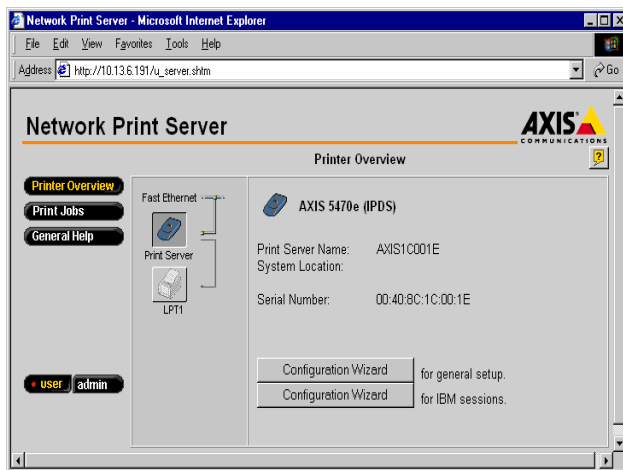 Network Print Server - Microsoft Internet Explorer
File Edit View Favorites Tools Help
Address http://10.13.6.191/u_server.shtm Go
Network Print Server
AXIS
COMMUNICATIONS
Printer Overview
?
Printer Overview
Print Jobs
General Help
Fast Ethernet
Print Server
LPT1
AXIS 5470e (IPDS)
Print Server Name: AXIS1C001E
System Location:
Serial Number: 00:40:8C:1C:00:1E
Configuration Wizard for general setup.
Configuration Wizard for IBM sessions.
user admin